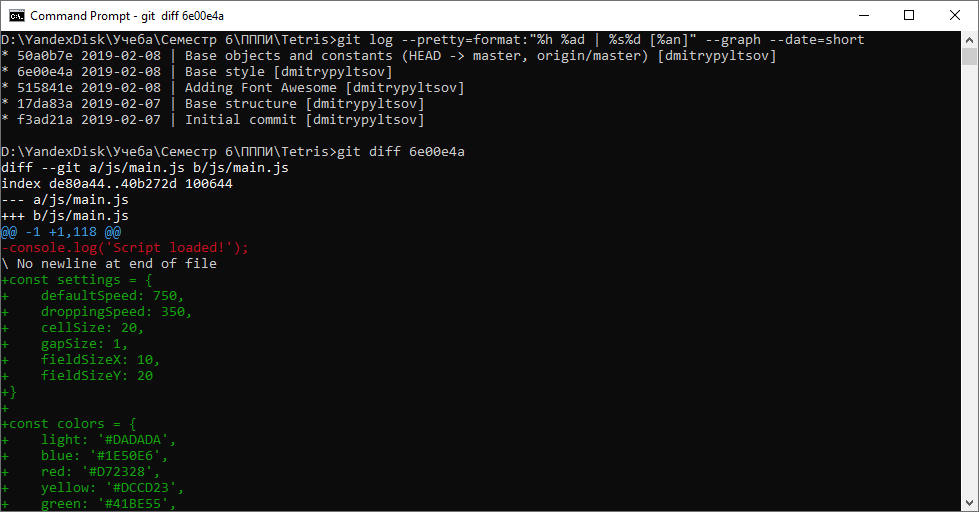 Command Prompt - git  diff 6e00e4a
D:\YandexDisk\Учеба\Семестр 6\ПППИ\Tetris>git log --pretty=format:"%h %ad | %s%d [%an]" --graph --date=short
* 50a0b7e 2019-02-08 | Base objects and constants (HEAD -> master, origin/master) [dmitrypyltsov]
* 6e00e4a 2019-02-08 | Base style [dmitrypyltsov]
* 515841e 2019-02-08 | Adding Font Awesome [dmitrypyltsov]
* 17da83a 2019-02-07 | Base structure [dmitrypyltsov]
* f3ad21a 2019-02-07 | Initial commit [dmitrypyltsov]
D:\YandexDisk\Учеба\Семестр 6\ПППИ\Tetris>git diff 6e00e4a
diff --git a/js/main.js b/js/main.js
index de80a44..40b272d 100644
--- a/js/main.js
+++ b/js/main.js
@@ -1 +1,118 @@
-console.log('Script loaded!');
\ No newline at end of file
+const settings = {
+    defaultSpeed: 750,
+    droppingSpeed: 350,
+    cellSize: 20,
+    gapSize: 1,
+    fieldSizeX: 10,
+    fieldSizeY: 20
+}
+
+const colors = {
+    light: '#DADADA',
+    blue: '#1E50E6',
+    red: '#D72328',
+    yellow: '#DCCD23',
+    green: '#41BE55',